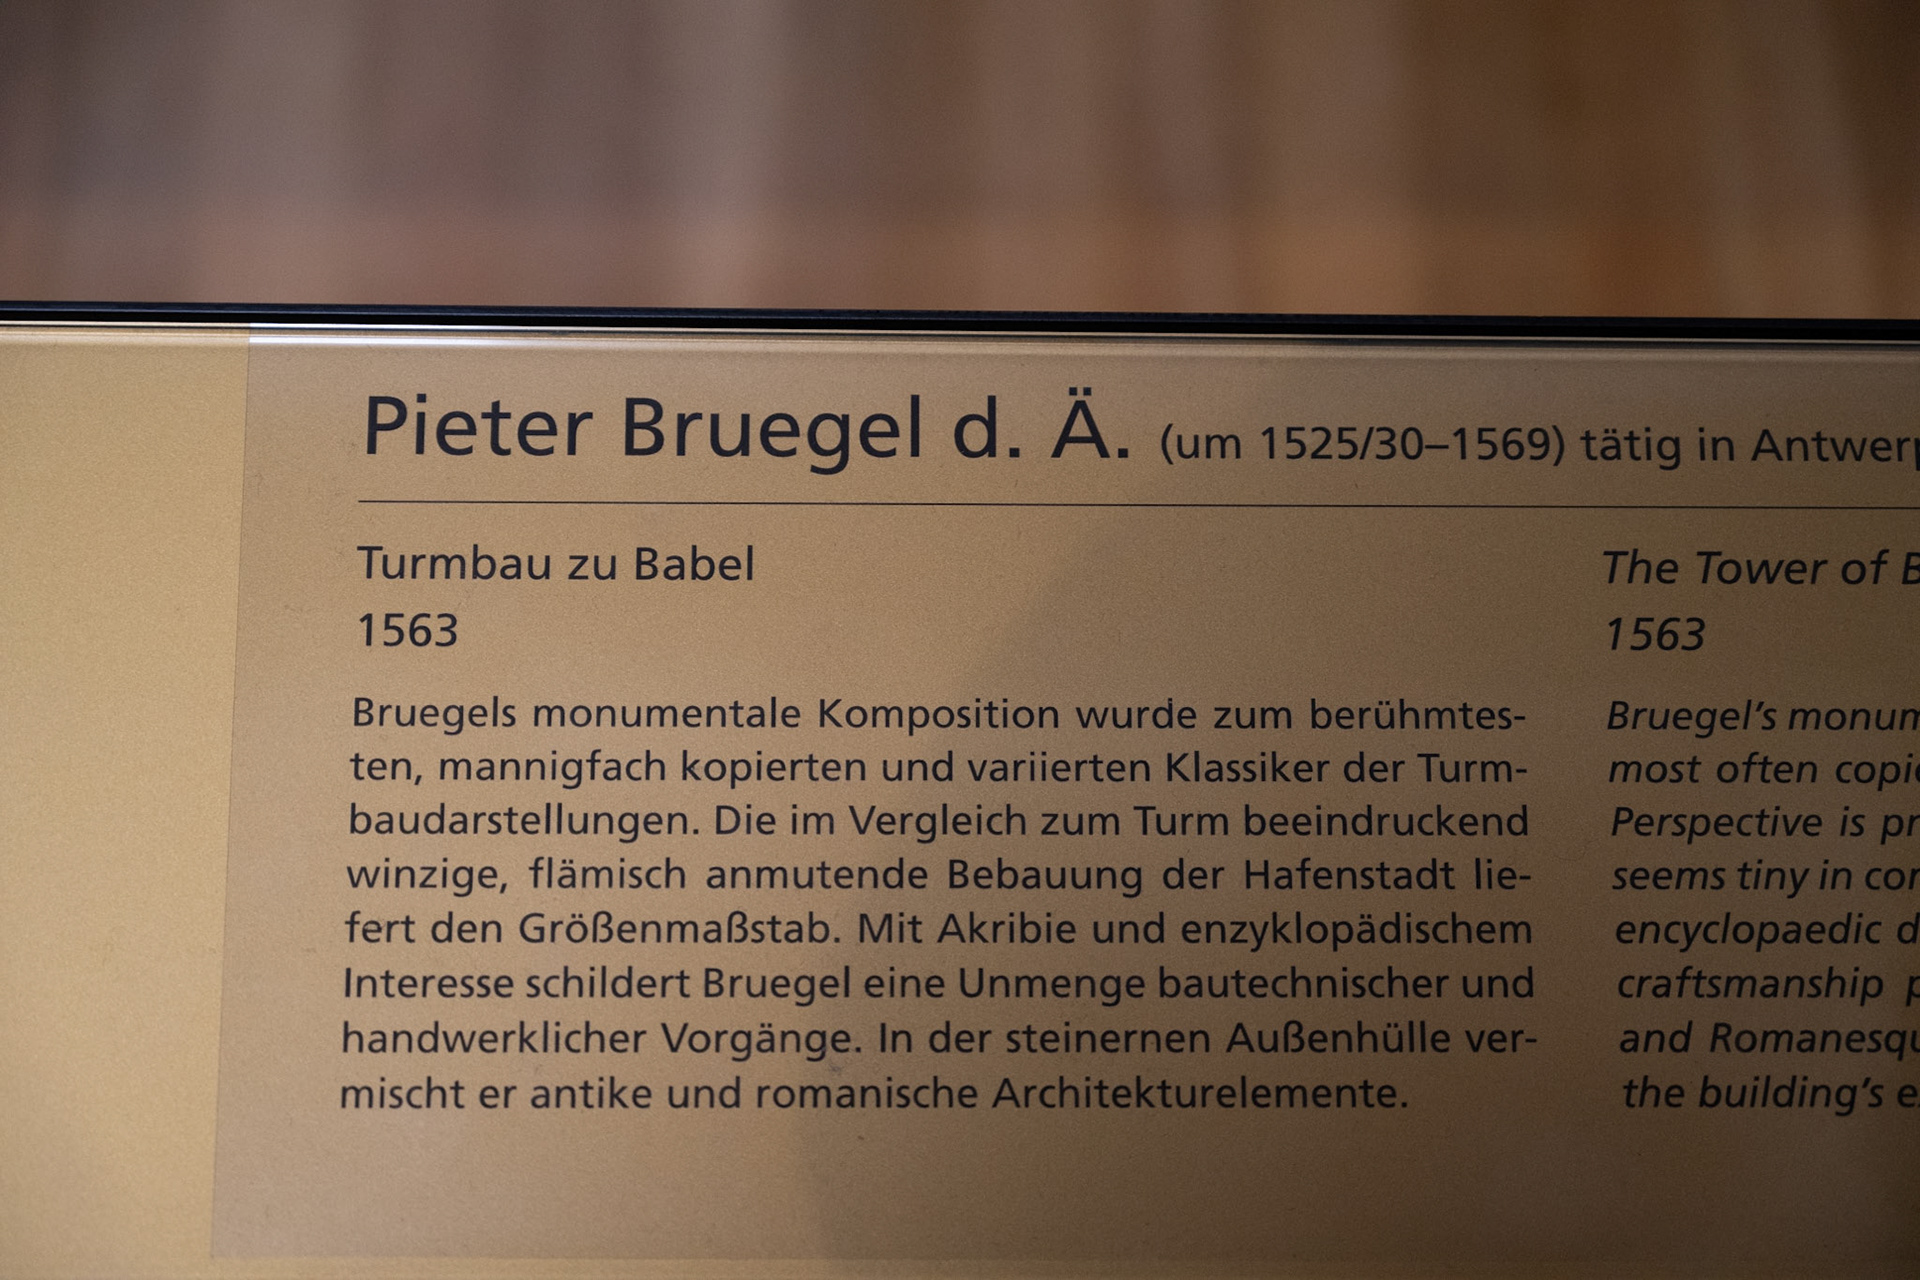 Pieter Bruegel d. Ä. (um 1525/30–1569) tätig in
Turmbau zu Babel
1563
Bruegels monumentale Komposition wurde zum berühmtes-
ten, mannigfach kopierten und variierten Klassiker der Turm-
baudarstellungen. Die im Vergleich zum Turm beeindruckend
winzige, flämisch anmutende Bebauung der Hafenstadt lie-
fert den Größenmaßstab. Mit Akribie und enzyklopädischem
Interesse schildert Bruegel eine Unmenge bautechnischer und
handwerklicher Vorgänge. In der steinernen Außenhülle ver-
mischt er antike und romanische Architekturelemente.
The Tower of
1563
Bruegel’s
most often
Perspective is
seems tiny in
encyclopaedic
craftsmanship
and
the building’s